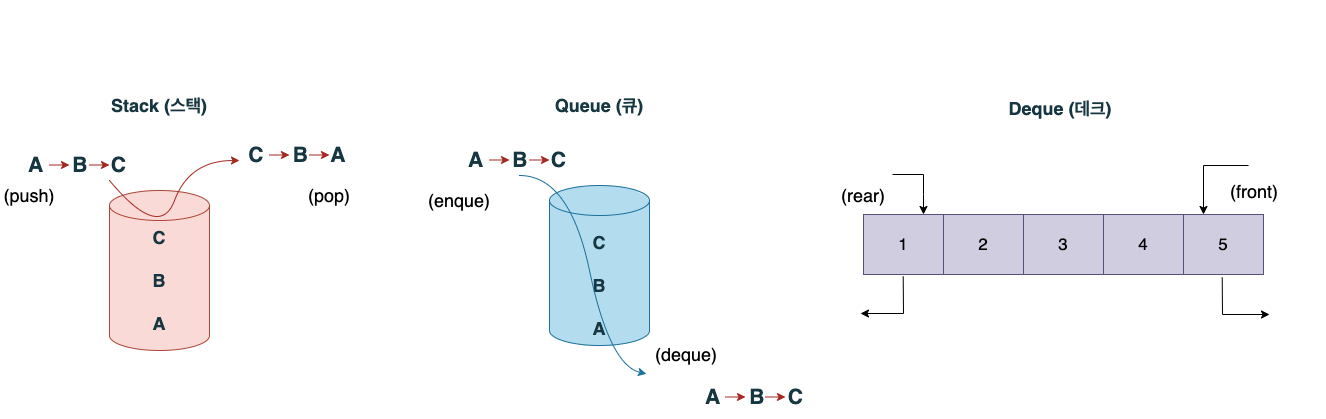 Stack (스택)
A → B → C
(push)
C → B → A
(pop)
C
B
A
Queue (큐)
A → B → C
(enque)
C
B
A
(deque)
A → B → C
Deque (데크)
(rear)
(front)
1 2 3 4 5